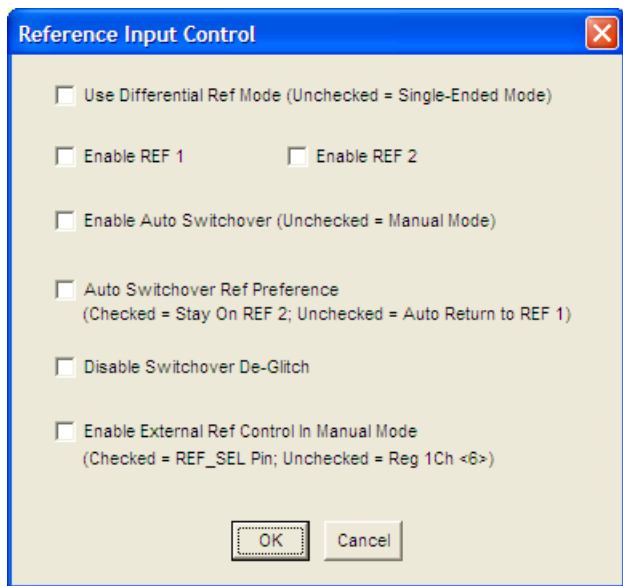 Reference Input Control
Use Differential Ref Mode (Unchecked = Single-Ended Mode)
Enable REF 1
Enable REF 2
Enable Auto Switchover (Unchecked = Manual Mode)
Auto Switchover Ref Preference
(Checked = Stay On REF 2; Unchecked = Auto Return to REF 1)
Disable Switchover De-Glitch
Enable External Ref Control In Manual Mode
(Checked = REF_SEL Pin; Unchecked = Reg 1Ch <6>)
OK
Cancel